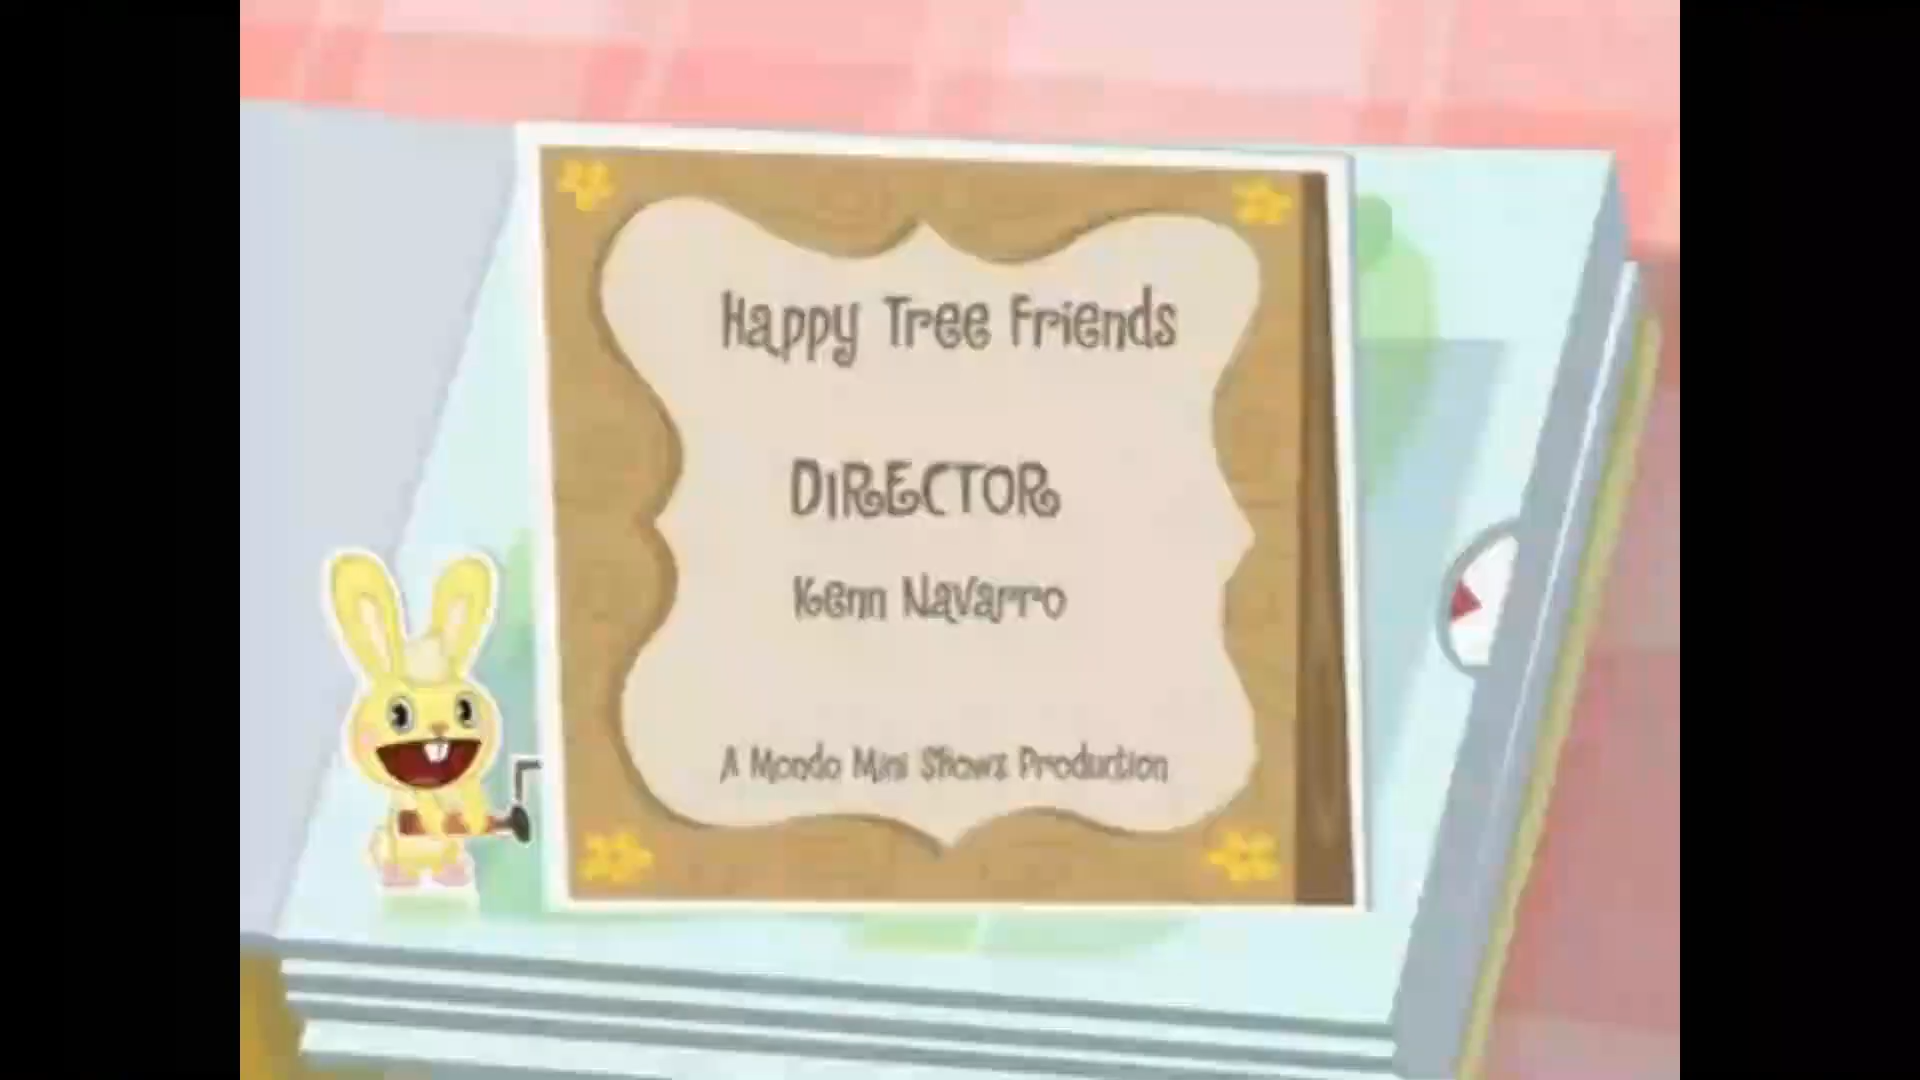 Happy Tree Friends
DiRECTOR
Kenn Navarro
A Mondo Mini Shows Production